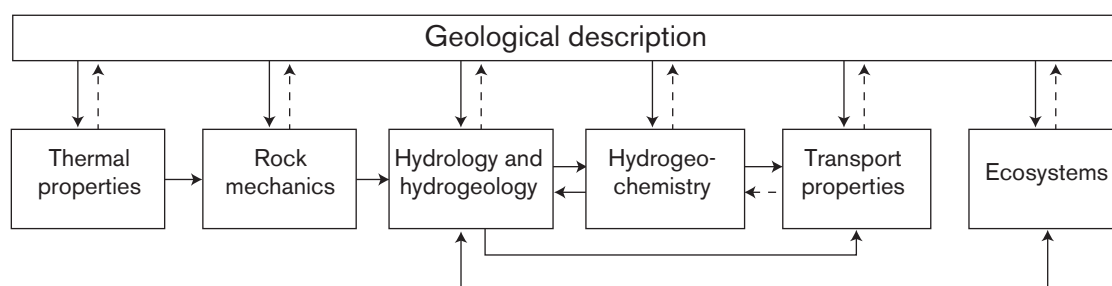 Geological description
Thermal
properties
Rock
mechanics
Hydrology and
hydrogeology
Hydrogeo-
chemistry
Transport
properties
Ecosystems